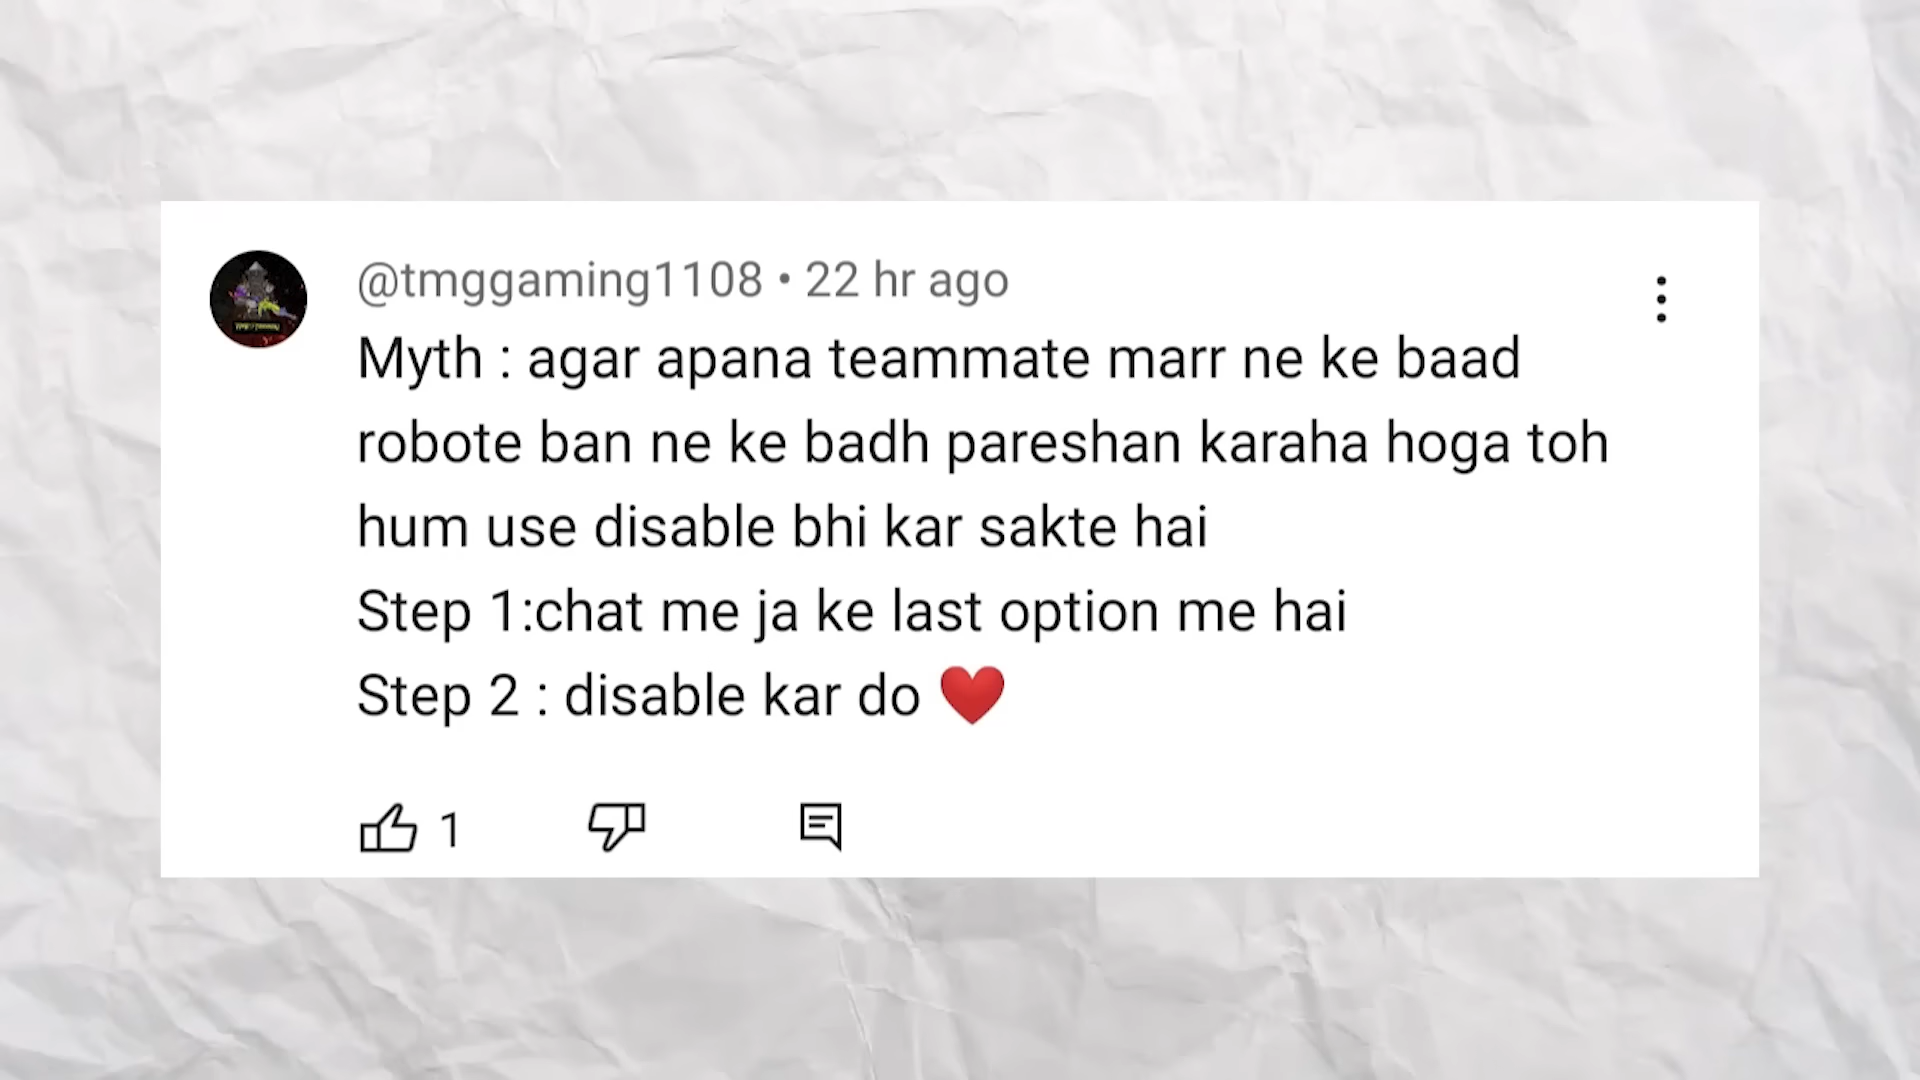 @tmggaming1108 • 22 hr ago
Myth : agar apana teammate marr ne ke baad
robote ban ne ke badh pareshan karaha hoga toh
hum use disable bhi kar sakte hai
Step 1:chat me ja ke last option me hai
Step 2 : disable kar do ❤️
1